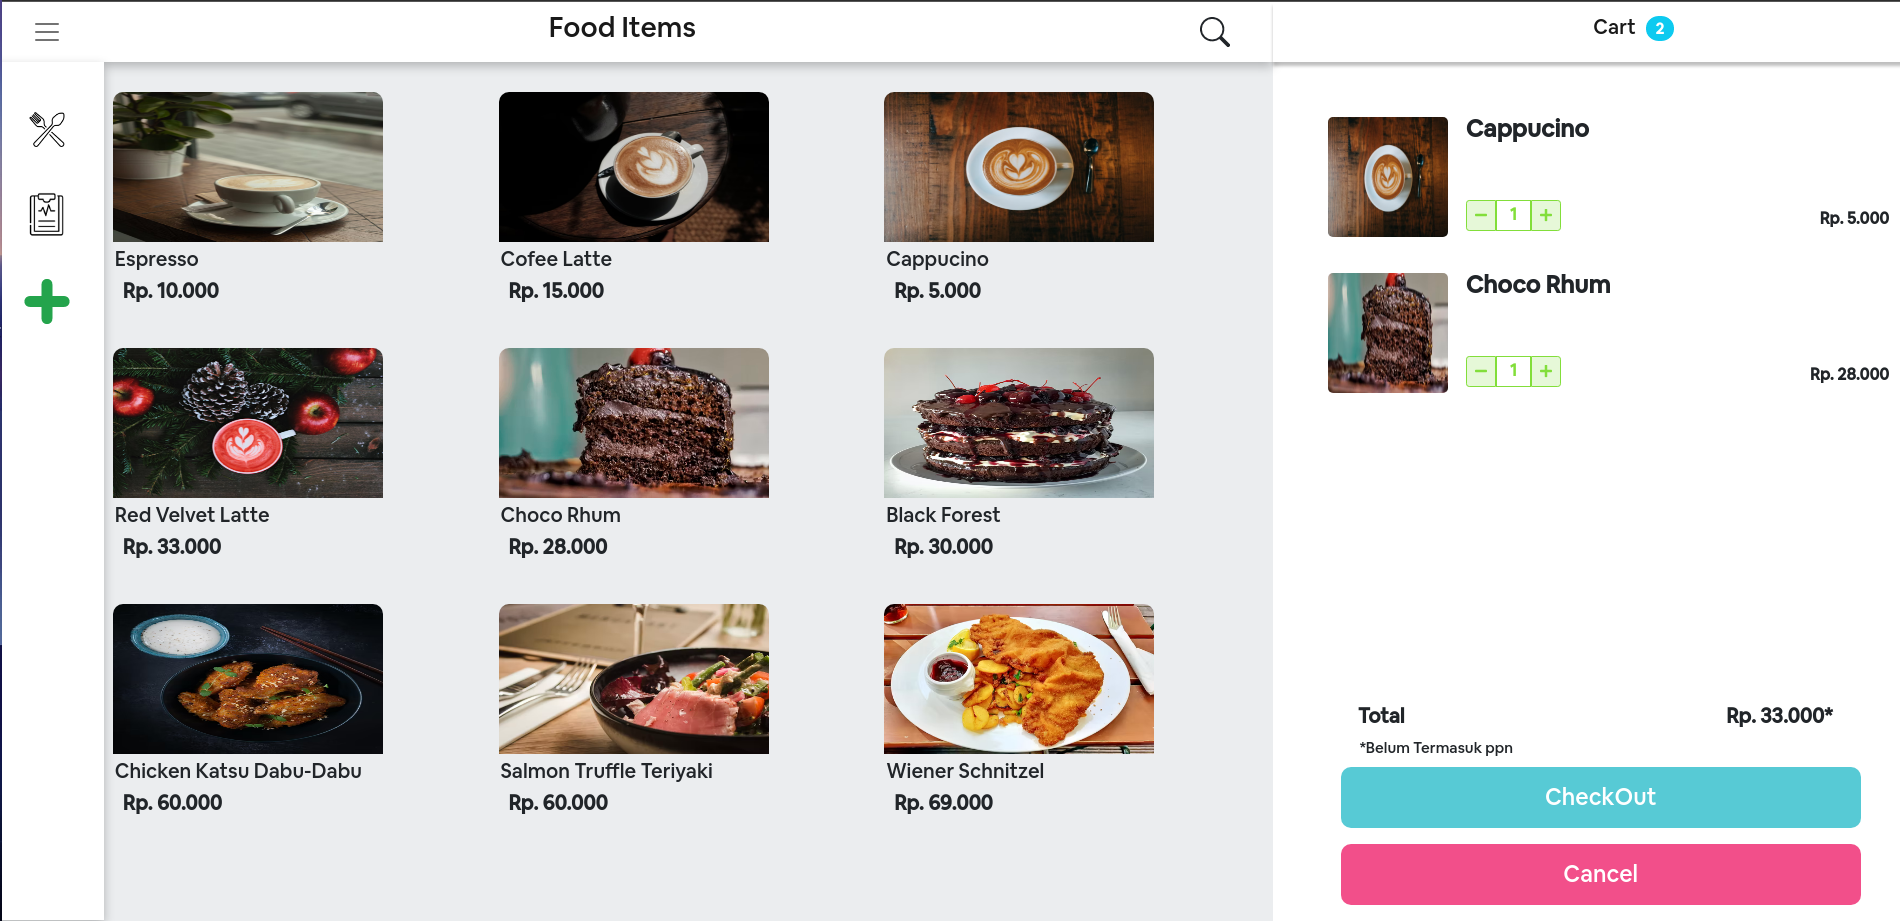 Food Items
Cart 2
Espresso
Rp. 10.000
Cofee Latte
Rp. 15.000
Cappucino
Rp. 5.000
Red Velvet Latte
Rp. 33.000
Choco Rhum
Rp. 28.000
Black Forest
Rp. 30.000
Chicken Katsu Dabu-Dabu
Rp. 60.000
Salmon Truffle Teriyaki
Rp. 60.000
Wiener Schnitzel
Rp. 69.000
Cappucino
− 1 + Rp. 5.000
Choco Rhum
− 1 + Rp. 28.000
Total Rp. 33.000*
*Belum Termasuk ppn
CheckOut
Cancel